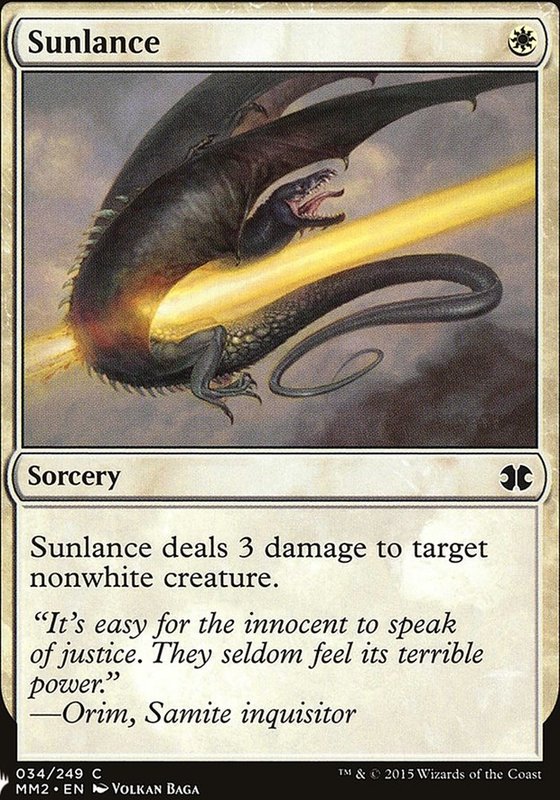 Sunlance
Sorcery
Sunlance deals 3 damage to target
nonwhite creature.
“It’s easy for the innocent to speak
of justice. They seldom feel its terrible
power.”
—Orim, Samite inquisitor
034/249 C
MM2 • EN Volkan Baga
™ & © 2015 Wizards of the Coast